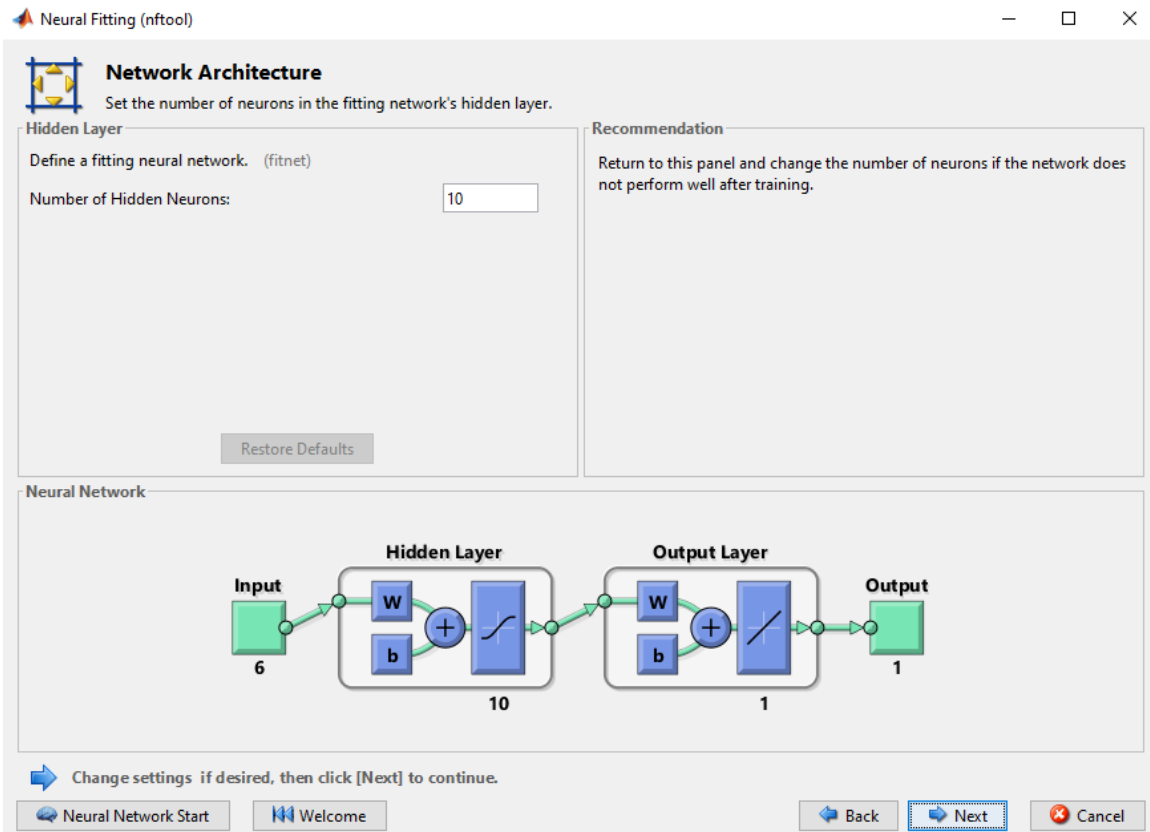 Neural Fitting (nftool)
Network Architecture
Set the number of neurons in the fitting network's hidden layer.
Hidden Layer
Define a fitting neural network. (fitnet)
Number of Hidden Neurons:
10
Restore Defaults
Recommendation
Return to this panel and change the number of neurons if the network does
not perform well after training.
Neural Network
Hidden Layer
Output Layer
Input
Output
W
b
W
b
6
10
1
1
Change settings if desired, then click [Next] to continue.
Neural Network Start
Welcome
Back
Next
Cancel